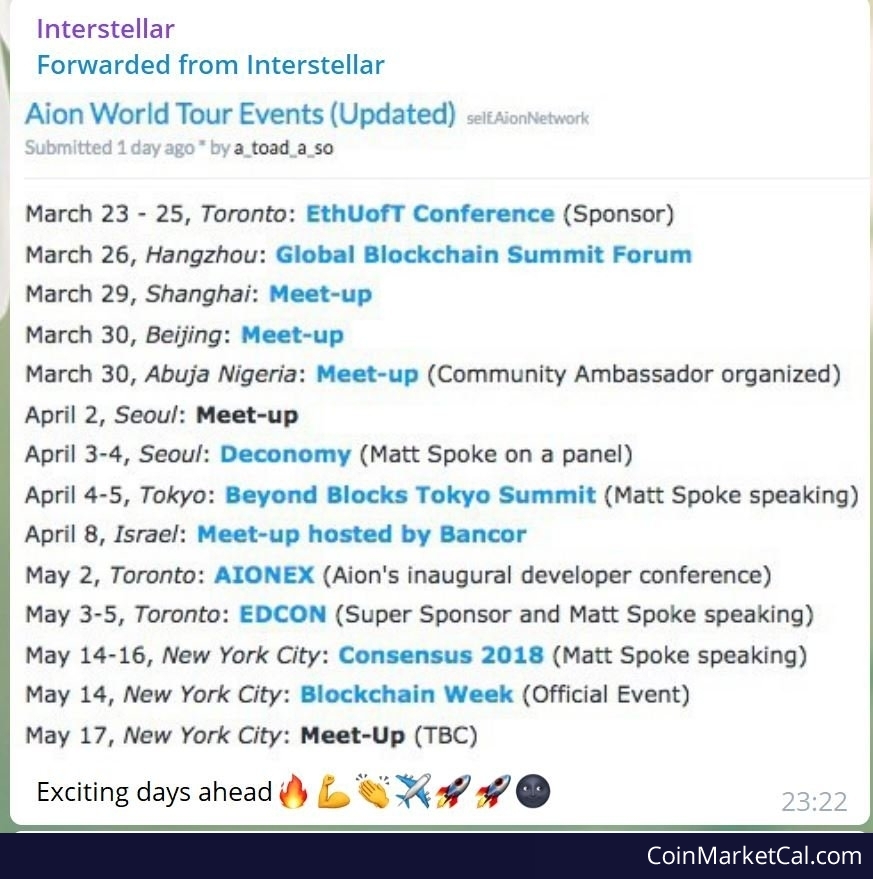 Interstellar
Forwarded from Interstellar
Aion World Tour Events (Updated) self.AionNetwork
Submitted 1 day ago * by a_toad_a_so
March 23 - 25, Toronto: EthUofT Conference (Sponsor)
March 26, Hangzhou: Global Blockchain Summit Forum
March 29, Shanghai: Meet-up
March 30, Beijing: Meet-up
March 30, Abuja Nigeria: Meet-up (Community Ambassador organized)
April 2, Seoul: Meet-up
April 3-4, Seoul: Deconomy (Matt Spoke on a panel)
April 4-5, Tokyo: Beyond Blocks Tokyo Summit (Matt Spoke speaking)
April 8, Israel: Meet-up hosted by Bancor
May 2, Toronto: AIONEX (Aion's inaugural developer conference)
May 3-5, Toronto: EDCON (Super Sponsor and Matt Spoke speaking)
May 14-16, New York City: Consensus 2018 (Matt Spoke speaking)
May 14, New York City: Blockchain Week (Official Event)
May 17, New York City: Meet-Up (TBC)
Exciting days ahead🔥💪👏✈️🚀🚀🌚
23:22
CoinMarketCal.com